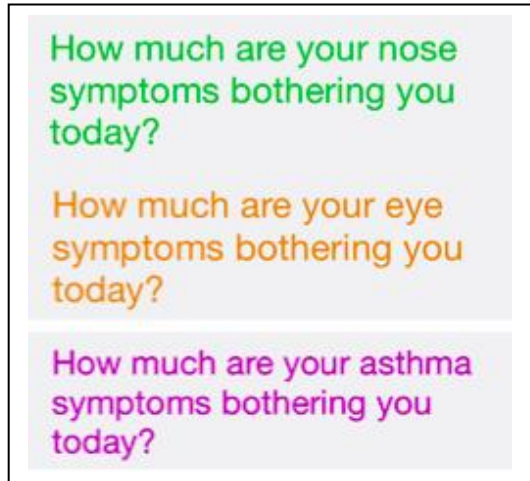 How much are your nose
symptoms bothering you
today?
How much are your eye
symptoms bothering you
today?
How much are your asthma
symptoms bothering you
today?